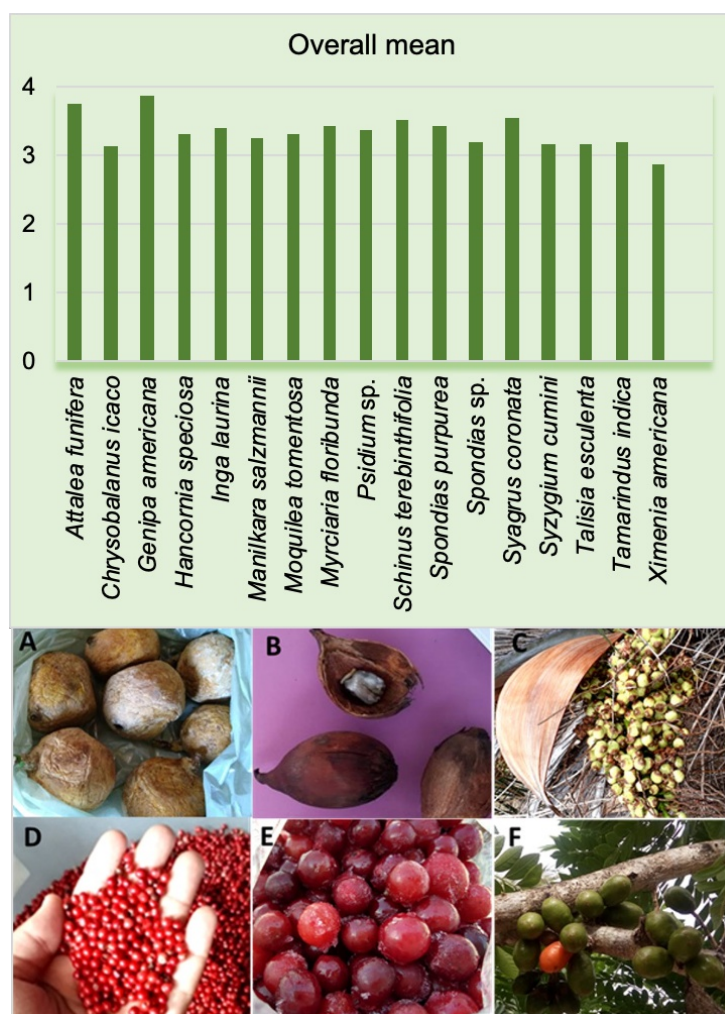 Overall mean
4
3
2
1
0
Attalea funifera
Chrysobalanus icaco
Genipa americana
Hancornia speciosa
Inga laurina
Manilkara salzmannii
Moquilea tomentosa
Myrciaria floribunda
Psidium sp.
Schinus terebinthifolia
Spondias purpurea
Spondias sp.
Syagrus coronata
Syzygium cumini
Talisia esculenta
Tamarindus indica
Ximenia americana
A
B
C
D
E
F